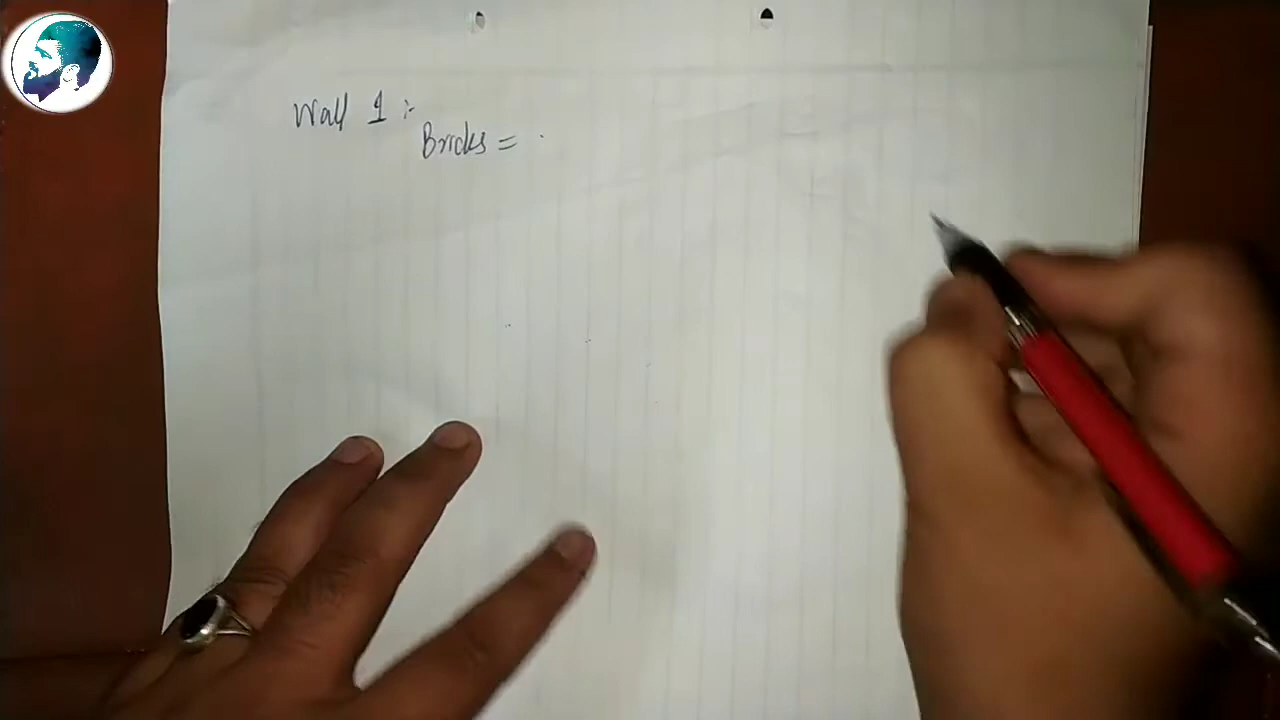 Wall 1 :-
Bricks =